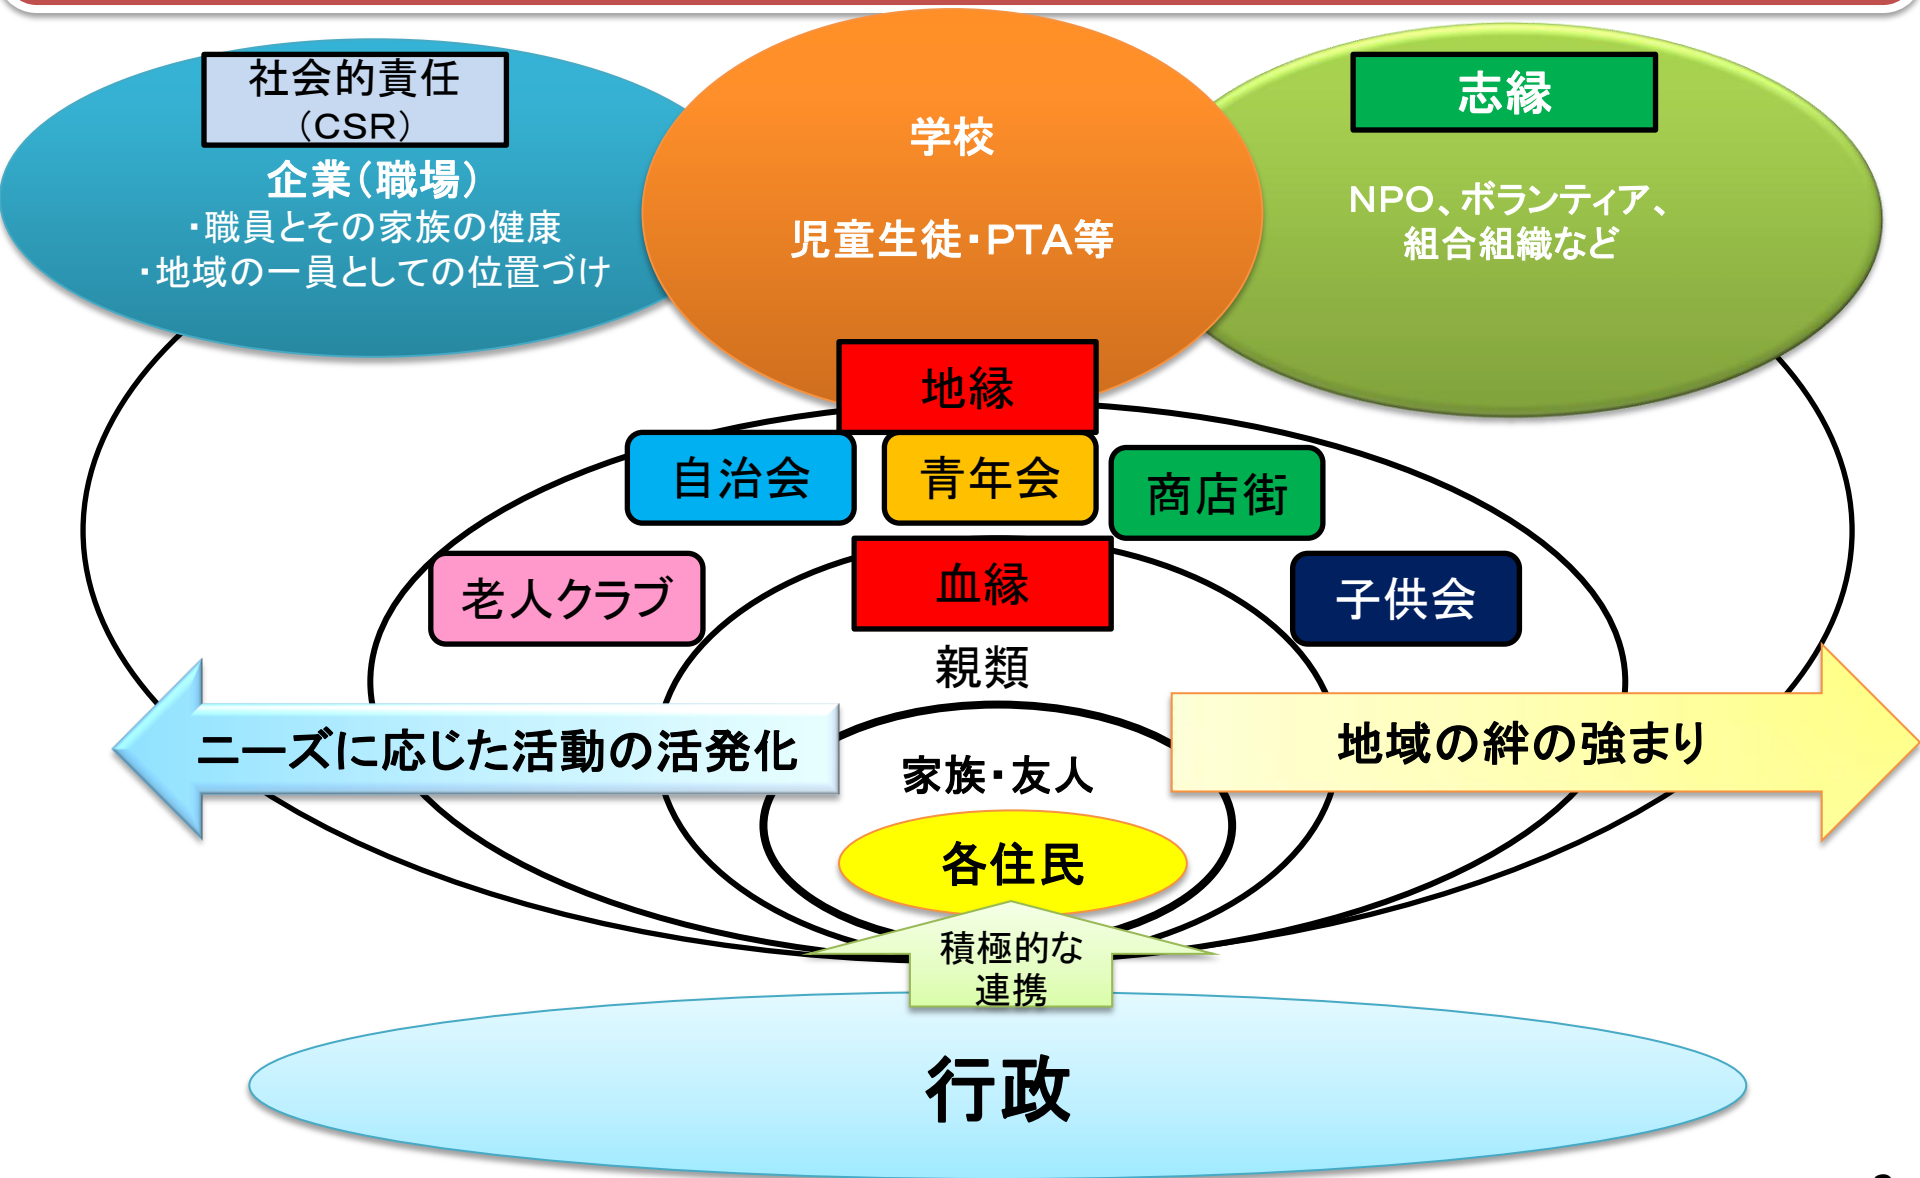 社会的責任
（CSR）
企業（職場）
・職員とその家族の健康
・地域の一員としての位置づけ
学校
児童生徒・PTA等
志縁
NPO、ボランティア、
組合組織など
地縁
自治会
青年会
商店街
老人クラブ
血縁
子供会
親類
ニーズに応じた活動の活発化
地域の絆の強まり
家族・友人
各住民
積極的な
連携
行政